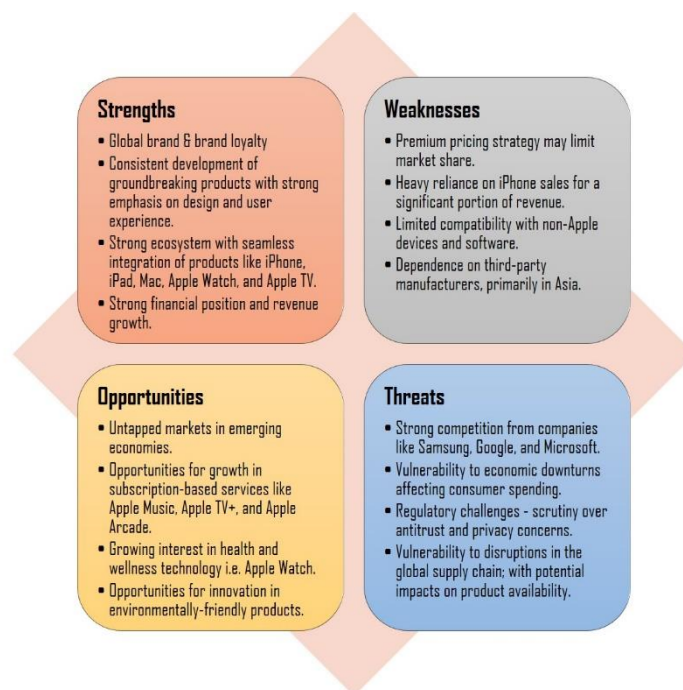 Strengths
• Global brand & brand loyalty
• Consistent development of
groundbreaking products with strong
emphasis on design and user
experience.
• Strong ecosystem with seamless
integration of products like iPhone,
iPad, Mac, Apple Watch, and Apple TV.
• Strong financial position and revenue
growth.
Weaknesses
• Premium pricing strategy may limit
market share.
• Heavy reliance on iPhone sales for a
significant portion of revenue.
• Limited compatibility with non-Apple
devices and software.
• Dependence on third-party
manufacturers, primarily in Asia.
Opportunities
• Untapped markets in emerging
economies.
• Opportunities for growth in
subscription-based services like
Apple Music, Apple TV+, and Apple
Arcade.
• Growing interest in health and
wellness technology i.e. Apple Watch.
• Opportunities for innovation in
environmentally-friendly products.
Threats
• Strong competition from companies
like Samsung, Google, and Microsoft.
• Vulnerability to economic downturns
affecting consumer spending.
• Regulatory challenges - scrutiny over
antitrust and privacy concerns.
• Vulnerability to disruptions in the
global supply chain; with potential
impacts on product availability.